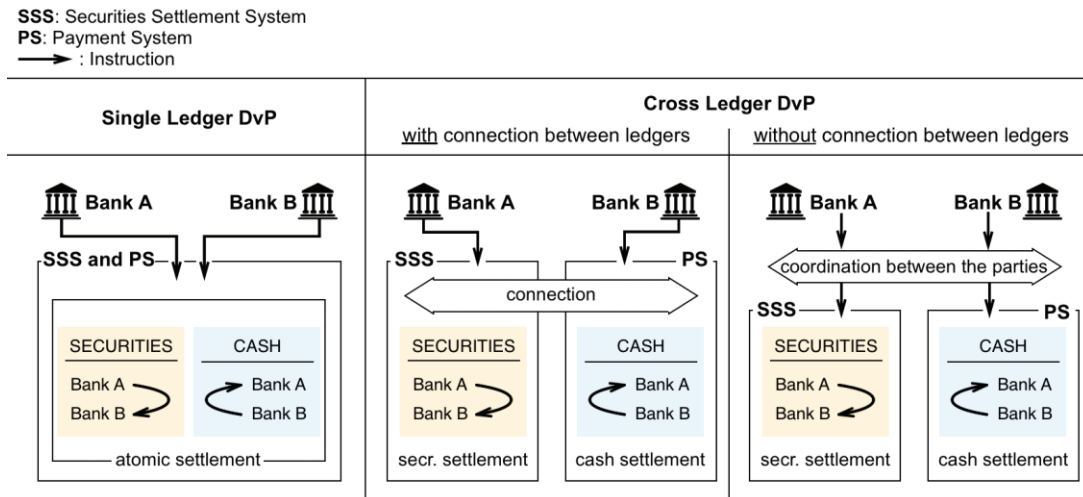 SSS: Securities Settlement System
PS: Payment System
: Instruction
Single Ledger DvP
Cross Ledger DvP
with connection between ledgers
without connection between ledgers
Bank A
Bank B
SSS and PS
SECURITIES
Bank A
Bank B
CASH
Bank A
Bank B
atomic settlement
Bank A
Bank B
SSS
PS
connection
SECURITIES
Bank A
Bank B
secr. settlement
CASH
Bank A
Bank B
cash settlement
Bank A
Bank B
coordination between the parties
SSS
PS
SECURITIES
Bank A
Bank B
secr. settlement
CASH
Bank A
Bank B
cash settlement